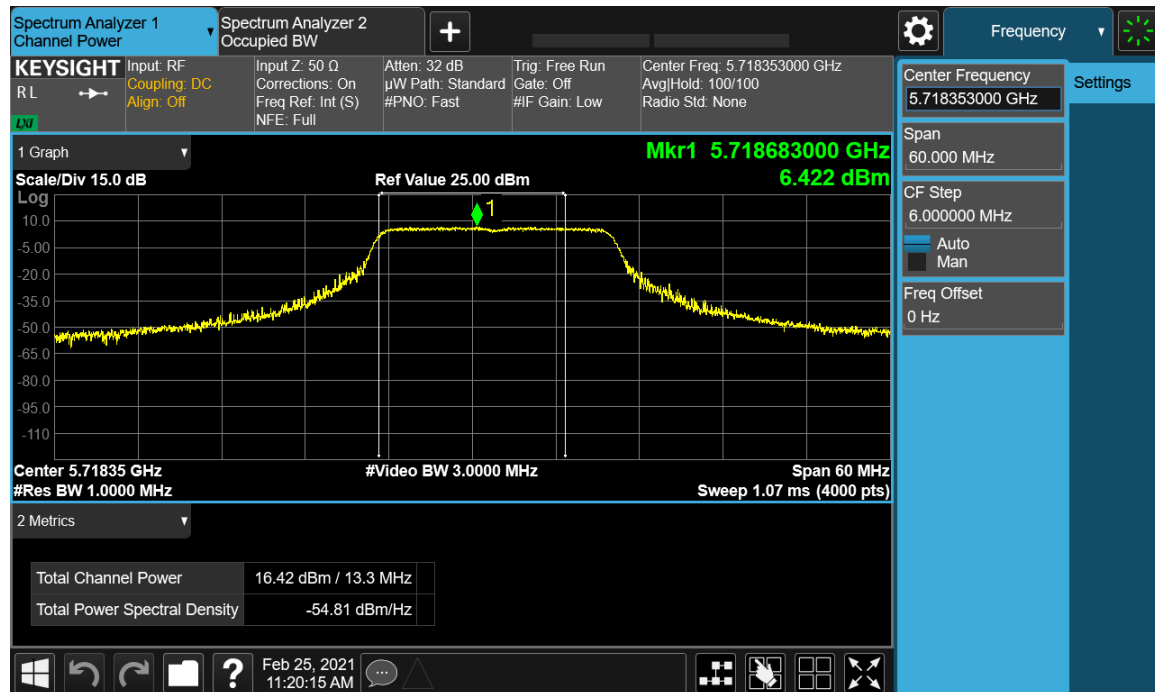 Spectrum Analyzer 1
Channel Power
Spectrum Analyzer 2
Occupied BW
Frequency
KEYSIGHT
R L
LXI
Input: RF
Coupling: DC
Align: Off
Input Z: 50 Ω
Corrections: On
Freq Ref: Int (S)
NFE: Full
Atten: 32 dB
µW Path: Standard
#PNO: Fast
Trig: Free Run
Gate: Off
#IF Gain: Low
Center Freq: 5.718353000 GHz
Avg|Hold: 100/100
Radio Std: None
Center Frequency
5.718353000 GHz
Settings
Span
60.000 MHz
CF Step
6.000000 MHz
Auto
Man
Freq Offset
0 Hz
1 Graph
Mkr1 5.718683000 GHz
6.422 dBm
Scale/Div 15.0 dB
Ref Value 25.00 dBm
Log
1
10.0
-5.00
-20.0
-35.0
-50.0
-65.0
-80.0
-95.0
-110
Center 5.71835 GHz
#Video BW 3.0000 MHz
Span 60 MHz
#Res BW 1.0000 MHz
Sweep 1.07 ms (4000 pts)
2 Metrics
Total Channel Power 16.42 dBm / 13.3 MHz
Total Power Spectral Density -54.81 dBm/Hz
?
Feb 25, 2021
11:20:15 AM